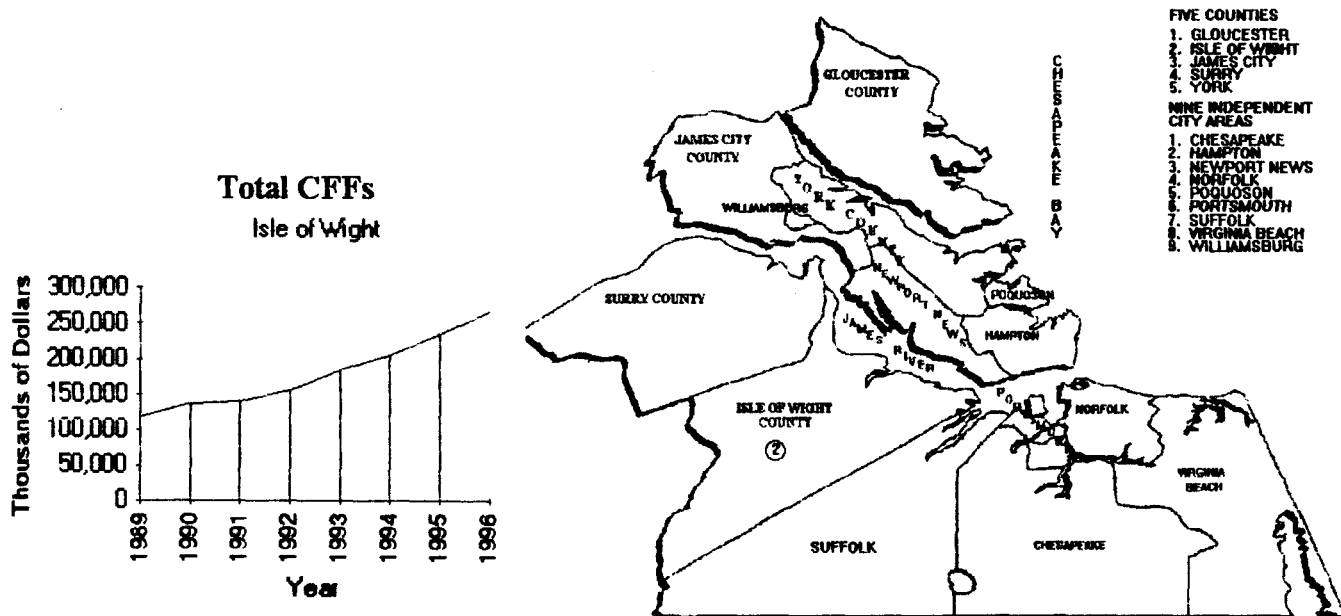 Total CFFs
Isle of Wight
Thousands of Dollars
300,000
250,000
200,000
150,000
100,000
50,000
0
1989
1990
1991
1992
1993
1994
1995
1996
Year
GLOUCESTER
COUNTY
JAMES CITY
COUNTY
WILLIAMSBURG
YORK
SURRY COUNTY
NEWPORT NEWS
POQUOSON
HAMPTON
JAMES RIVER
ISLE OF WIGHT
COUNTY
2
NORFOLK
VIRGINIA
BEACH
SUFFOLK
CHESAPEAKE
CHESAPEAKE BAY
FIVE COUNTIES
1. GLOUCESTER
2. ISLE OF WIGHT
3. JAMES CITY
4. SURRY
5. YORK
NINE INDEPENDENT
CITY AREAS
1. CHESAPEAKE
2. HAMPTON
3. NEWPORT NEWS
4. NORFOLK
5. POQUOSON
6. PORTSMOUTH
7. SUFFOLK
8. VIRGINIA BEACH
9. WILLIAMSBURG